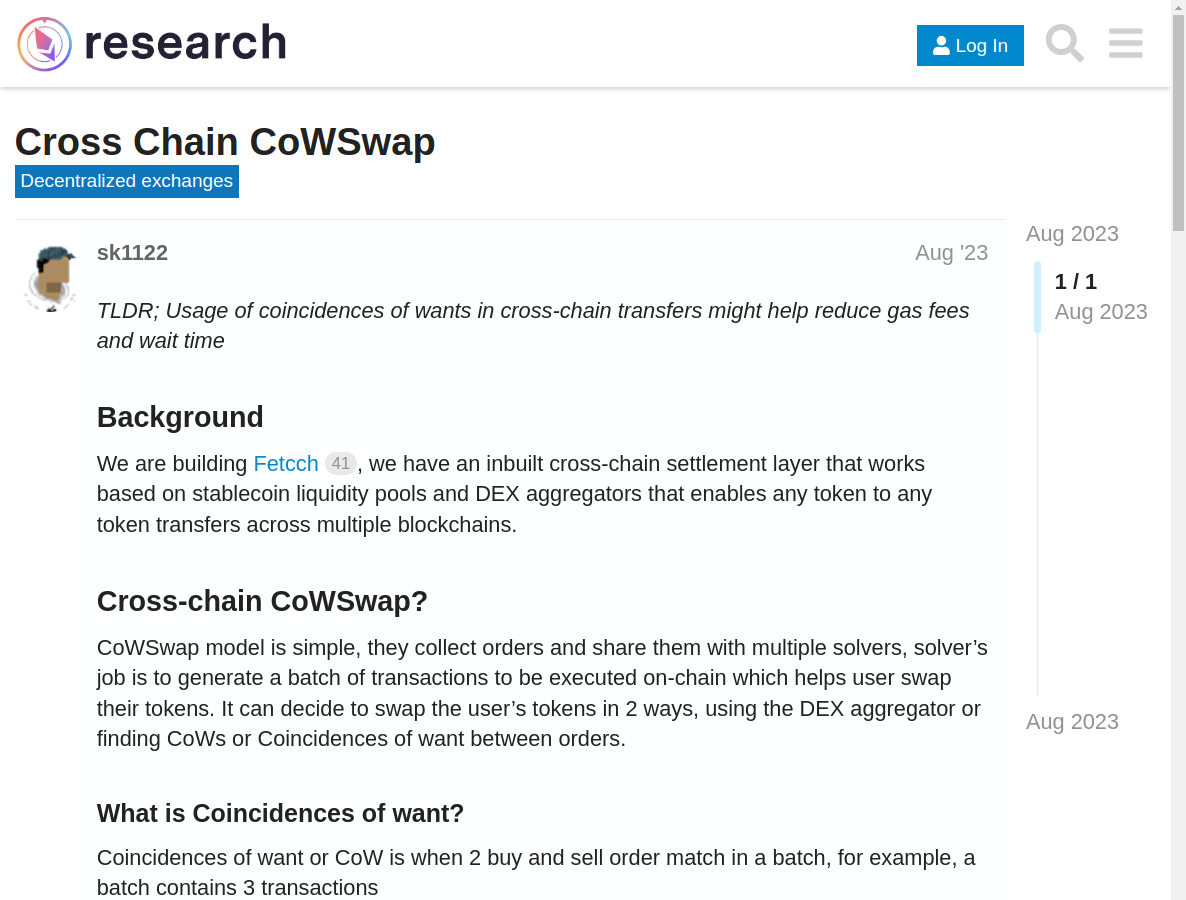 research
Log In
Cross Chain CoWSwap
Decentralized exchanges
Aug 2023
sk1122
Aug '23
1 / 1
Aug 2023
TLDR; Usage of coincidences of wants in cross-chain transfers might help reduce gas fees
and wait time
Background
We are building Fetcch 41, we have an inbuilt cross-chain settlement layer that works
based on stablecoin liquidity pools and DEX aggregators that enables any token to any
token transfers across multiple blockchains.
Cross-chain CoWSwap?
CoWSwap model is simple, they collect orders and share them with multiple solvers, solver’s
job is to generate a batch of transactions to be executed on-chain which helps user swap
their tokens. It can decide to swap the user’s tokens in 2 ways, using the DEX aggregator or
finding CoWs or Coincidences of want between orders.
Aug 2023
What is Coincidences of want?
Coincidences of want or CoW is when 2 buy and sell order match in a batch, for example, a
batch contains 3 transactions